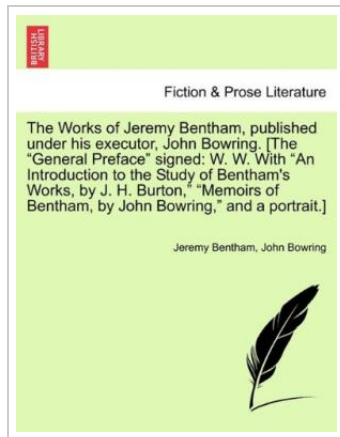 BRITISH
LIBRARY
Fiction & Prose Literature
The Works of Jeremy Bentham, published
under his executor, John Bowring. [The
“General Preface” signed: W. W. With “An
Introduction to the Study of Bentham's
Works, by J. H. Burton,” “Memoirs of
Bentham, by John Bowring,” and a portrait.]
Jeremy Bentham, John Bowring